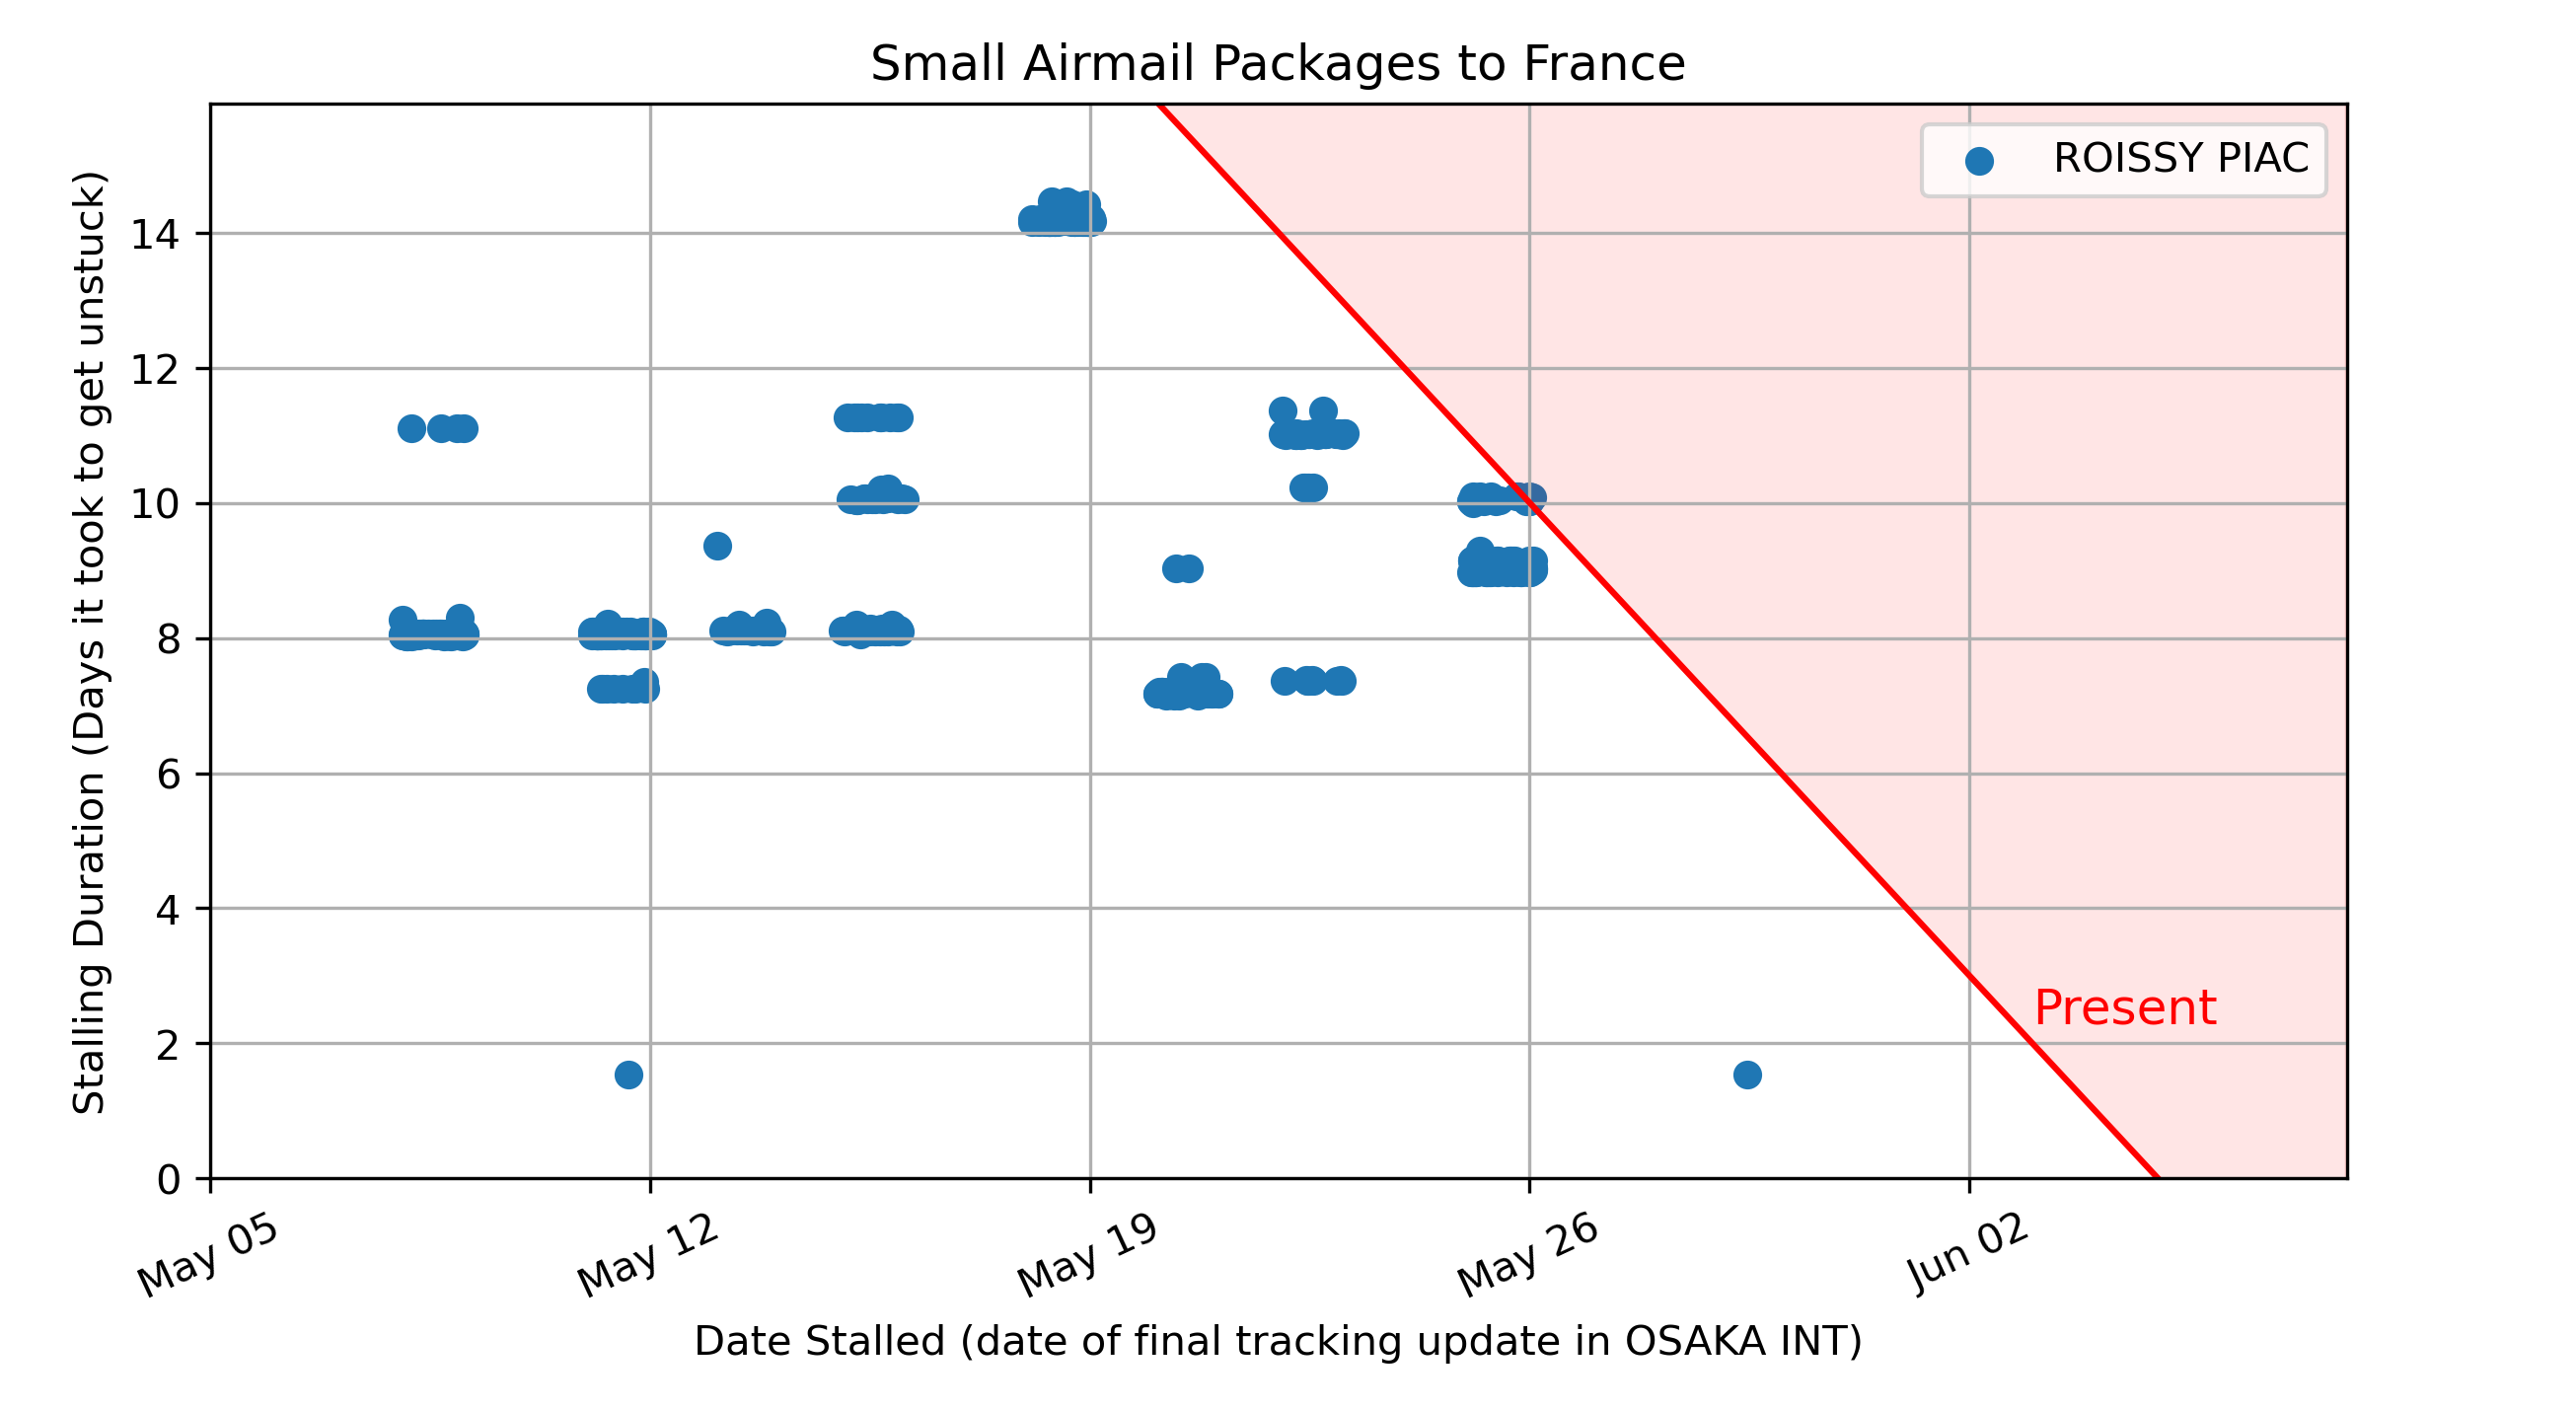 Small Airmail Packages to France
ROISSY PIAC
Stalling Duration (Days it took to get unstuck)
14
12
10
8
6
4
2
0
Present
May 05
May 12
May 19
May 26
Jun 02
Date Stalled (date of final tracking update in OSAKA INT)